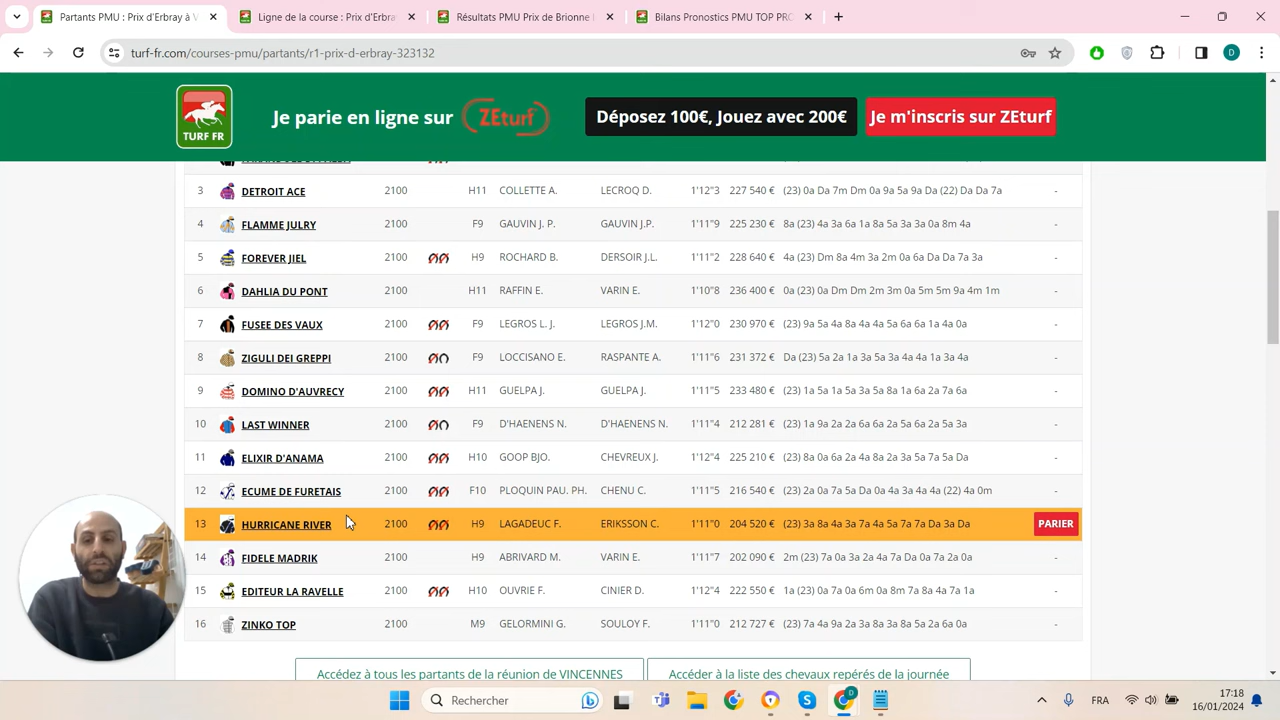 Partants PMU : Prix d'Erbray à V
Ligne de la course : Prix d'Erbra
Résultats PMU Prix de Brionne
Bilans Pronostics PMU TOP PRO
turf-fr.com/courses-pmu/partants/r1-prix-d-erbray-323132
D
TURF FR
Je parie en ligne sur ZEturf
Déposez 100€, Jouez avec 200€
Je m'inscris sur ZEturf
3 DETROIT ACE 2100 H11 COLLETTE A. LECROQ D. 1'12"3 227 540 € (23) 0a Da 7m Dm 0a 9a 5a 9a Da (22) Da Da 7a -
4 FLAMME JULRY 2100 F9 GAUVIN J. P. GAUVIN J.P. 1'11"9 225 230 € 8a (23) 4a 3a 6a 1a 8a 5a 3a 3a 0a 8m 4a -
5 FOREVER JIEL 2100 H9 ROCHARD B. DERSOIR J.L. 1'11"2 228 640 € 4a (23) Dm 8a 4m 3a 2m 0a 6a Da Da 7a 3a -
6 DAHLIA DU PONT 2100 H11 RAFFIN E. VARIN E. 1'10"8 236 400 € 0a (23) 0a Dm Dm 2m 3m 0a 5m 5m 9a 4m 1m -
7 FUSEE DES VAUX 2100 F9 LEGROS L. J. LEGROS J.M. 1'12"0 230 970 € (23) 9a 5a 4a 8a 4a 4a 5a 6a 6a 1a 4a 0a -
8 ZIGULI DEI GREPPI 2100 F9 LOCCISANO E. RASPANTE A. 1'11"6 231 372 € Da (23) 5a 2a 1a 3a 5a 3a 4a 4a 1a 3a 4a -
9 DOMINO D'AUVRECY 2100 H11 GUELPA J. GUELPA J. 1'11"5 233 480 € (23) 1a 5a 1a 5a 3a 5a 8a 1a 6a 2a 7a 6a -
10 LAST WINNER 2100 F9 D'HAENENS N. D'HAENENS N. 1'11"4 212 281 € (23) 1a 9a 2a 2a 6a 6a 2a 5a 6a 2a 5a 3a -
11 ELIXIR D'ANAMA 2100 H10 GOOP BJO. CHEVREUX J. 1'12"4 225 210 € (23) 8a 0a 6a 2a 4a 8a 2a 3a 5a 7a 5a Da -
12 ECUME DE FURETAIS 2100 F10 PLOQUIN PAU. PH. CHENU C. 1'11"5 216 540 € (23) 2a 0a 7a 5a Da 0a 4a 3a 4a 4a (22) 4a 0m -
13 HURRICANE RIVER 2100 H9 LAGADEUC F. ERIKSSON C. 1'11"0 204 520 € (23) 3a 8a 4a 3a 7a 4a 5a 7a 7a Da 3a Da PARIER
14 FIDELE MADRIK 2100 H9 ABRIVARD M. VARIN E. 1'11"7 202 090 € 2m (23) 7a 0a 3a 2a 4a 7a Da 0a 7a 2a 0a -
15 EDITEUR LA RAVELLE 2100 H10 OUVRIE F. CINIER D. 1'12"4 222 550 € 1a (23) 0a 7a 0a 6m 0a 8m 7a 8a 4a 7a 1a -
16 ZINKO TOP 2100 M9 GELORMINI G. SOULOY F. 1'11"0 212 727 € (23) 7a 4a 9a 2a 3a 8a 3a 8a 5a 2a 6a 0a -
Accédez à tous les partants de la réunion de VINCENNES
Accéder à la liste des chevaux repérés de la journée
Rechercher
FRA
17:18
16/01/2024